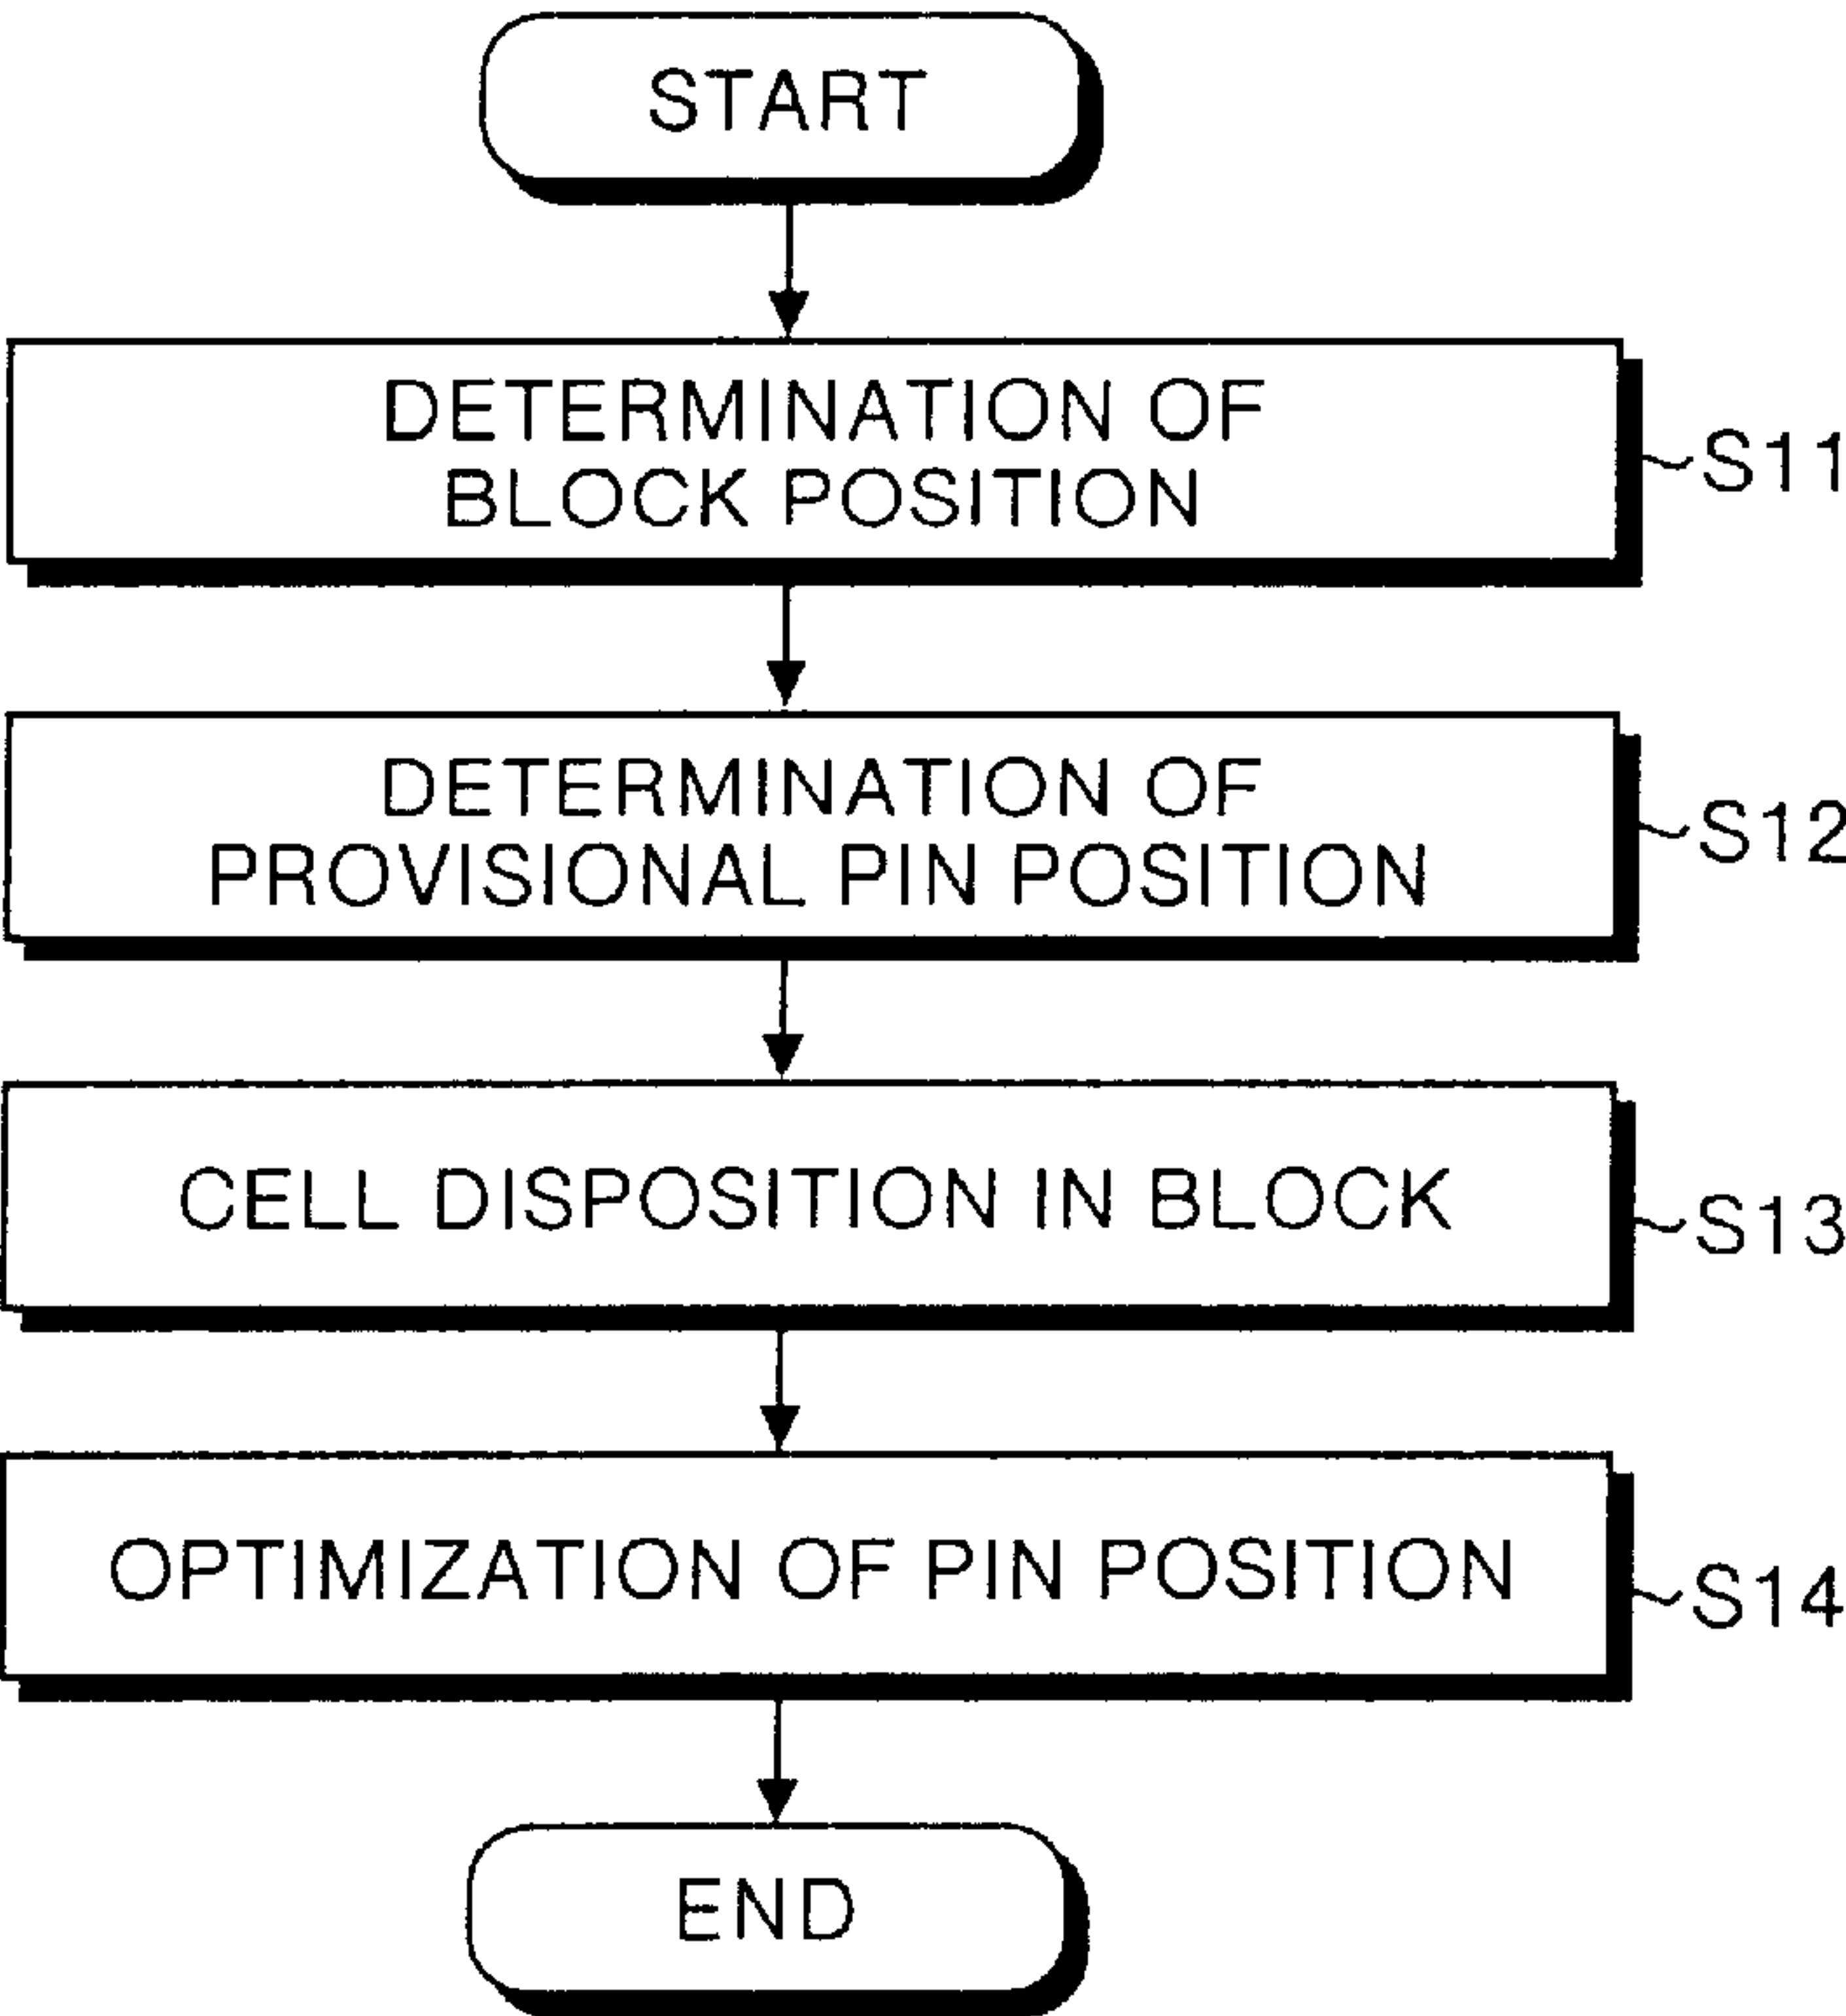 START
DETERMINATION OF
BLOCK POSITION
S11
DETERMINATION OF
PROVISIONAL PIN POSITION
S12
CELL DISPOSITION IN BLOCK
S13
OPTIMIZATION OF PIN POSITION
S14
END